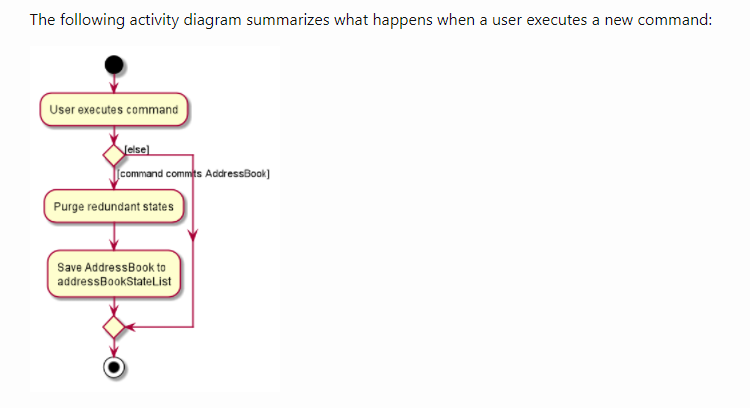 The following activity diagram summarizes what happens when a user executes a new command:
User executes command
[else]
[command commits AddressBook]
Purge redundant states
Save AddressBook to
addressBookStateList